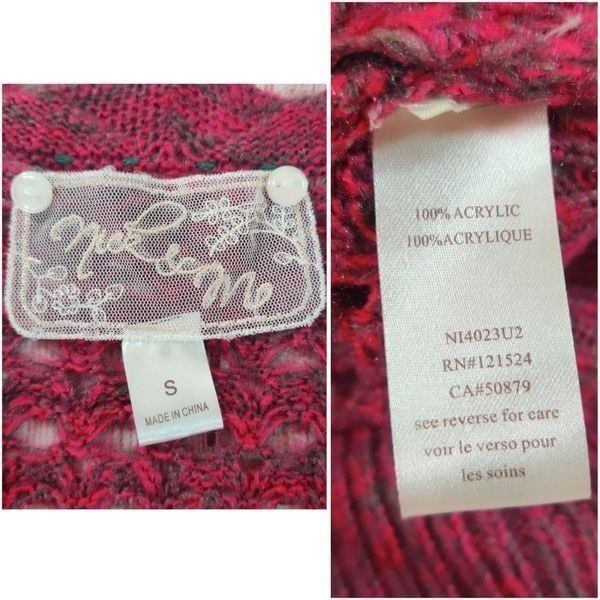 nick & mo
S
MADE IN CHINA
100% ACRYLIC
100%ACRYLIQUE
NI4023U2
RN#121524
CA#50879
see reverse for care
voir le verso pour
les soins